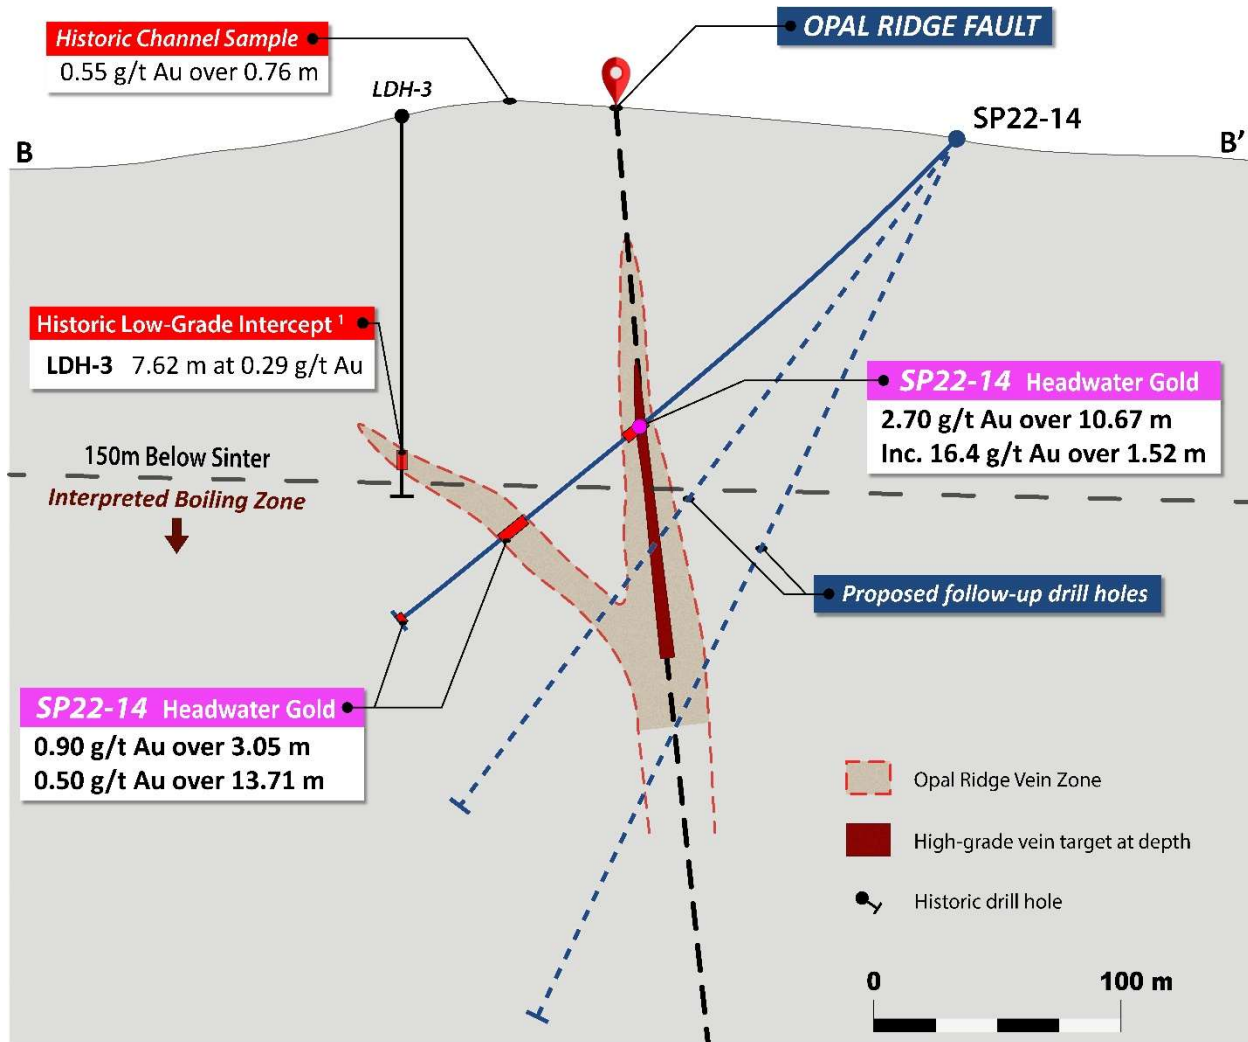 Historic Channel Sample
0.55 g/t Au over 0.76 m
OPAL RIDGE FAULT
LDH-3
SP22-14
B
B'
Historic Low-Grade Intercept 1
LDH-3 7.62 m at 0.29 g/t Au
SP22-14 Headwater Gold
2.70 g/t Au over 10.67 m
Inc. 16.4 g/t Au over 1.52 m
150m Below Sinter
Interpreted Boiling Zone
Proposed follow-up drill holes
SP22-14 Headwater Gold
0.90 g/t Au over 3.05 m
0.50 g/t Au over 13.71 m
Opal Ridge Vein Zone
High-grade vein target at depth
Historic drill hole
0
100 m